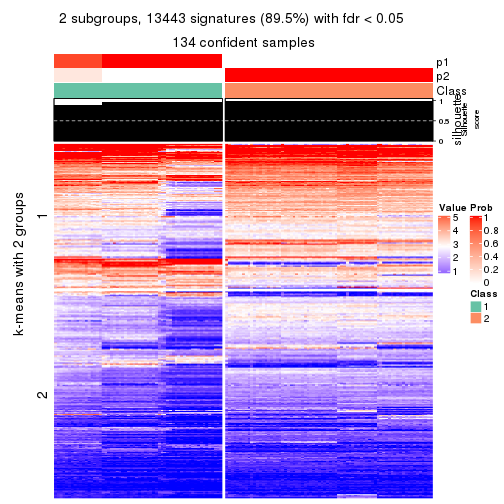 2 subgroups, 13443 signatures (89.5%) with fdr < 0.05
134 confident samples
p1
p2
Class
1
0.5
0
silhouette
Silhouette
score
k-means with 2 groups
1
2
Value
5
4
3
2
1
Prob
1
0.8
0.6
0.4
0.2
0
Class
1
2